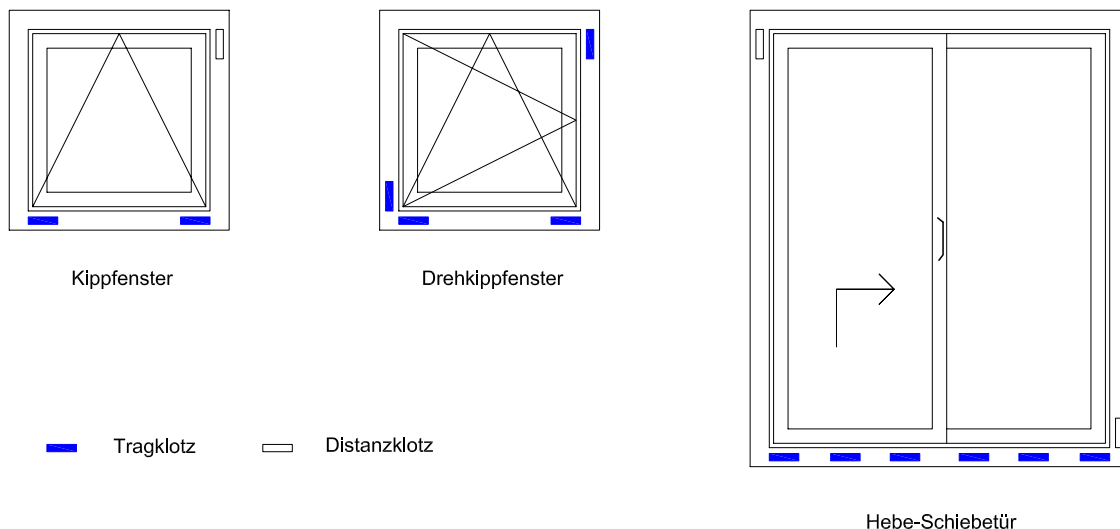 Kippfenster
Drehkippfenster
Tragklotz
Distanzklotz
Hebe-Schiebetür